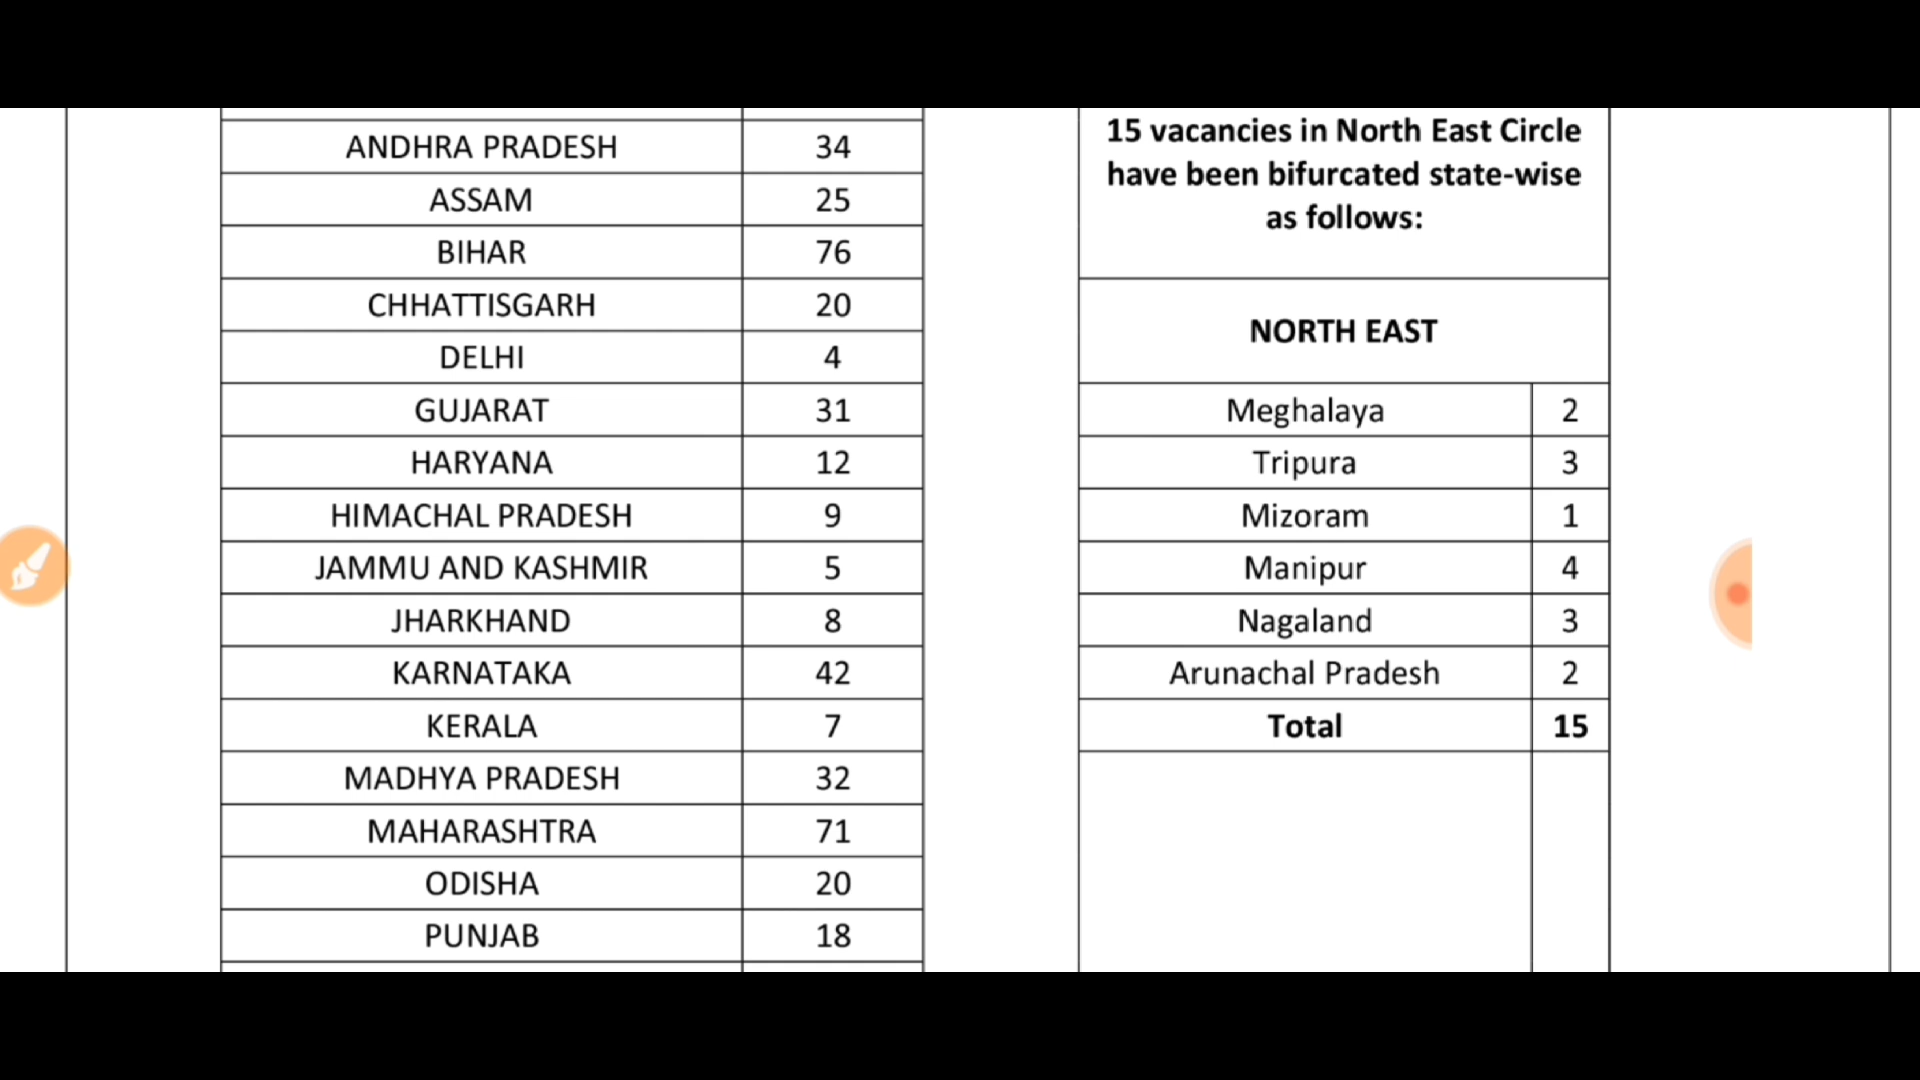 ANDHRA PRADESH 34
ASSAM 25
BIHAR 76
CHHATTISGARH 20
DELHI 4
GUJARAT 31
HARYANA 12
HIMACHAL PRADESH 9
JAMMU AND KASHMIR 5
JHARKHAND 8
KARNATAKA 42
KERALA 7
MADHYA PRADESH 32
MAHARASHTRA 71
ODISHA 20
PUNJAB 18
15 vacancies in North East Circle
have been bifurcated state-wise
as follows:
NORTH EAST
Meghalaya 2
Tripura 3
Mizoram 1
Manipur 4
Nagaland 3
Arunachal Pradesh 2
Total 15